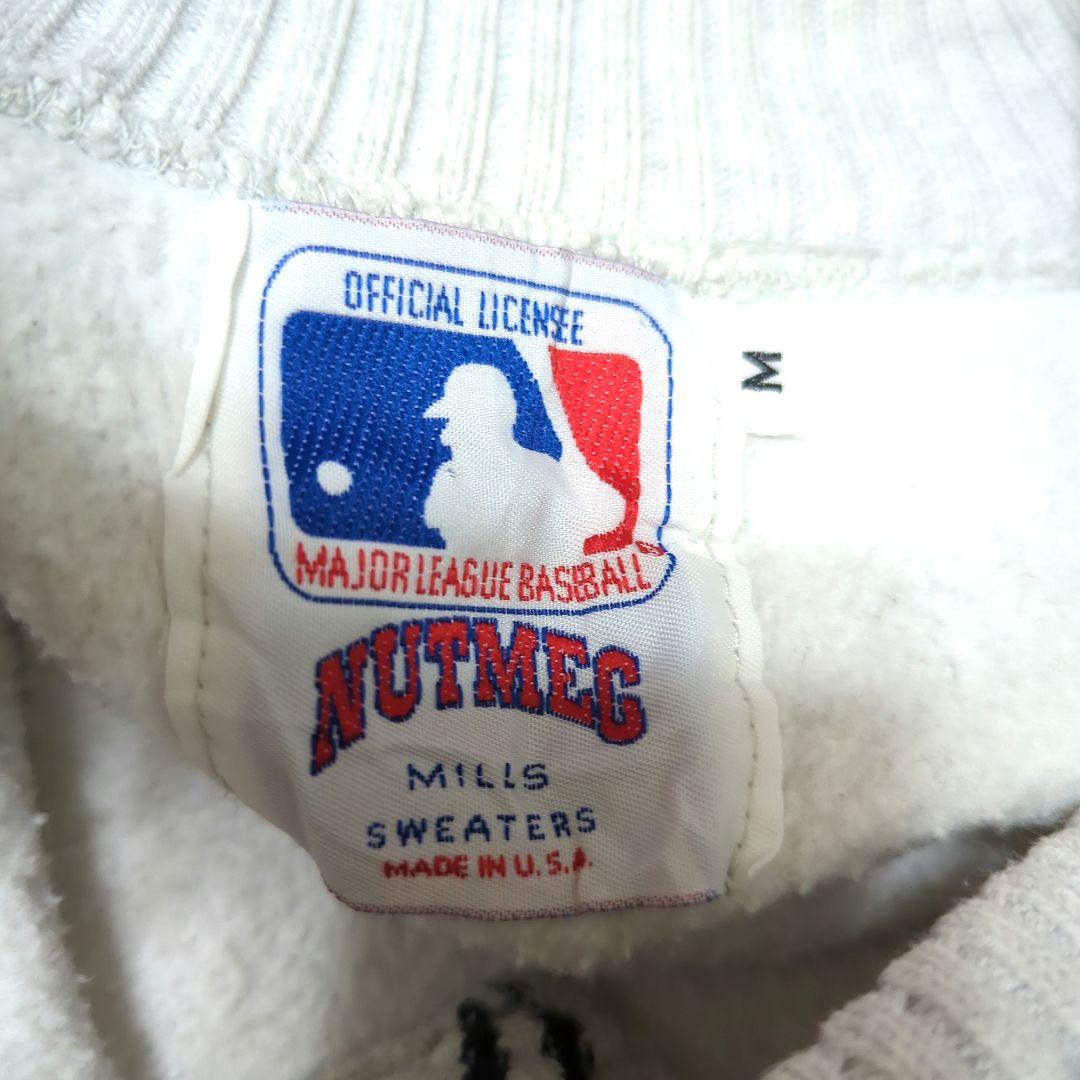 OFFICIAL LICENSEE
MAJOR LEAGUE BASEBALL®
NUTMEG
MILLS
SWEATERS
MADE IN U.S.A.
M